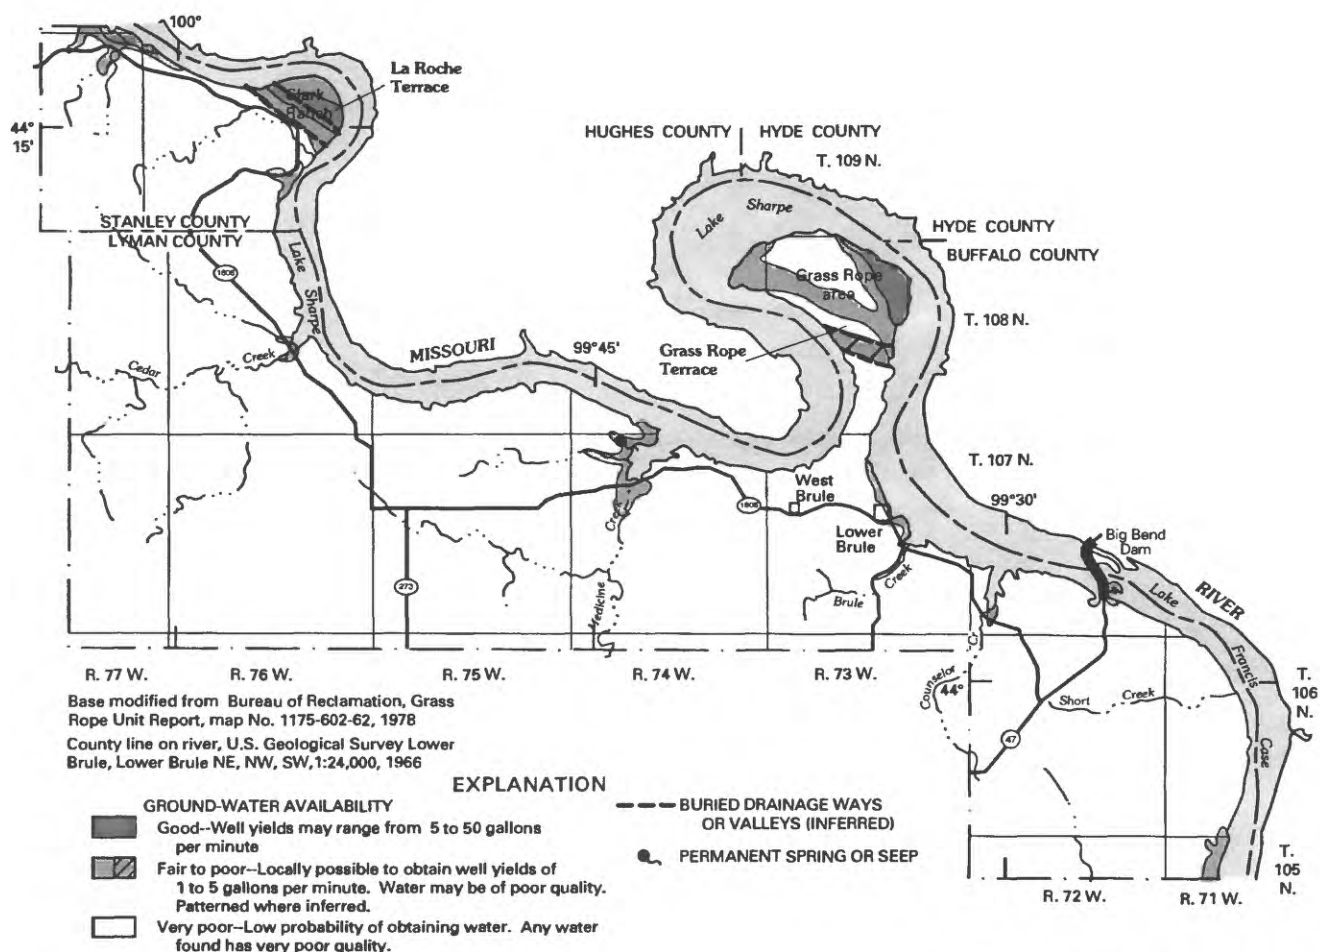 100°
La Roche
Terrace
Clark
Ranch
44°
15'
HUGHES COUNTY
HYDE COUNTY
T. 109 N.
STANLEY COUNTY
LYMAN COUNTY
Lake Sharpe
HYDE COUNTY
BUFFALO COUNTY
1806
Lake
Sharpe
Grass Rope
area
T. 108 N.
MISSOURI
99°45'
Grass Rope
Terrace
Cedar Creek
T. 107 N.
99°30'
West
Brule
1806
Lower
Brule
Big Bend
Dam
273
Medicine Creek
Brule Creek
Lake
RIVER
Francis
Case
R. 77 W.
R. 76 W.
R. 75 W.
R. 74 W.
R. 73 W.
Counselor Cr
44°
Short Creek
T.
106
N.
47
Base modified from Bureau of Reclamation, Grass
Rope Unit Report, map No. 1175-602-62, 1978
County line on river, U.S. Geological Survey Lower
Brule, Lower Brule NE, NW, SW,1:24,000, 1966
T.
105
N.
R. 72 W.
R. 71 W.
EXPLANATION
GROUND-WATER AVAILABILITY
Good--Well yields may range from 5 to 50 gallons
per minute
Fair to poor--Locally possible to obtain well yields of
1 to 5 gallons per minute. Water may be of poor quality.
Patterned where inferred.
Very poor--Low probability of obtaining water. Any water
found has very poor quality.
BURIED DRAINAGE WAYS
OR VALLEYS (INFERRED)
PERMANENT SPRING OR SEEP